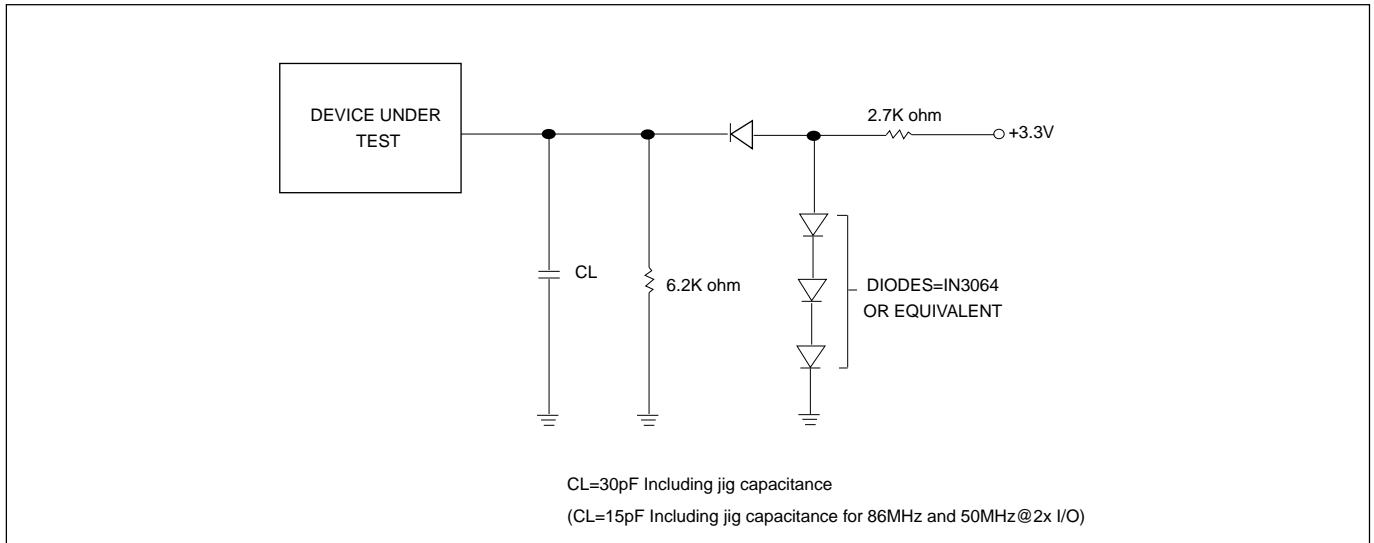 DEVICE UNDER
TEST
2.7K ohm
+3.3V
CL
6.2K ohm
DIODES=IN3064
OR EQUIVALENT
CL=30pF Including jig capacitance
(CL=15pF Including jig capacitance for 86MHz and 50MHz@2x I/O)